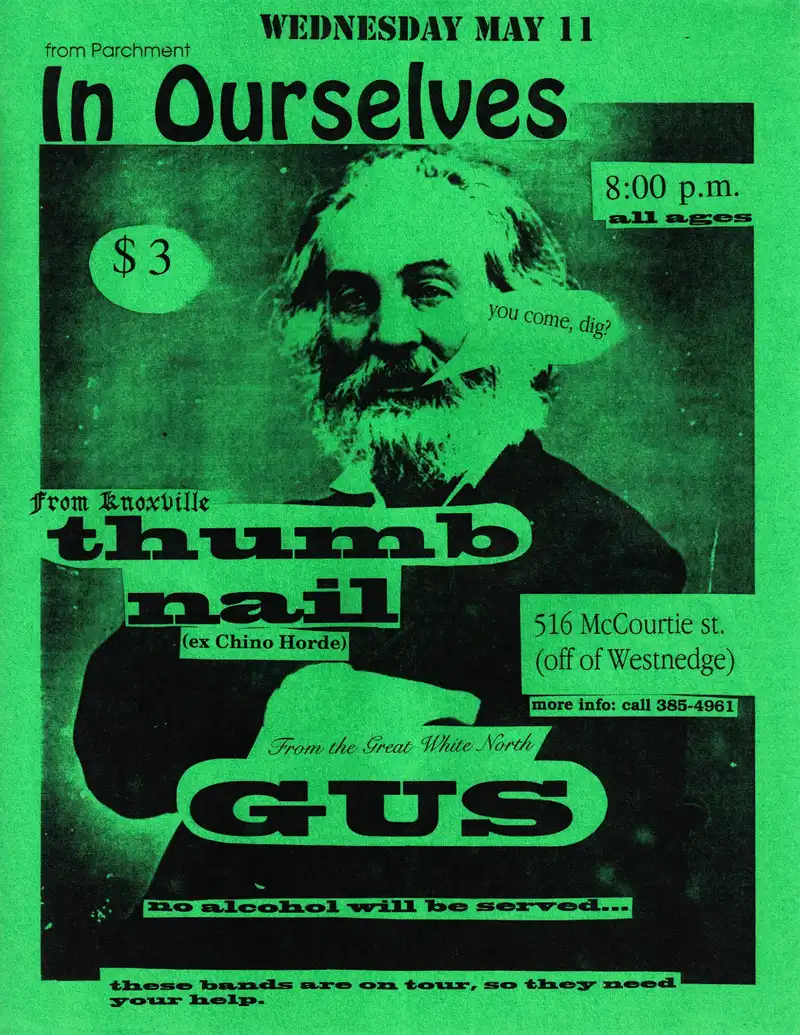 WEDNESDAY MAY 11
from Parchment
In Ourselves
8:00 p.m.
all ages
$3
you come, dig?
From Knoxville
thumb
nail
(ex Chino Horde)
516 McCourtie st.
(off of Westnedge)
more info: call 385-4961
From the Great White North
GUS
no alcohol will be served...
these bands are on tour, so they need
your help.